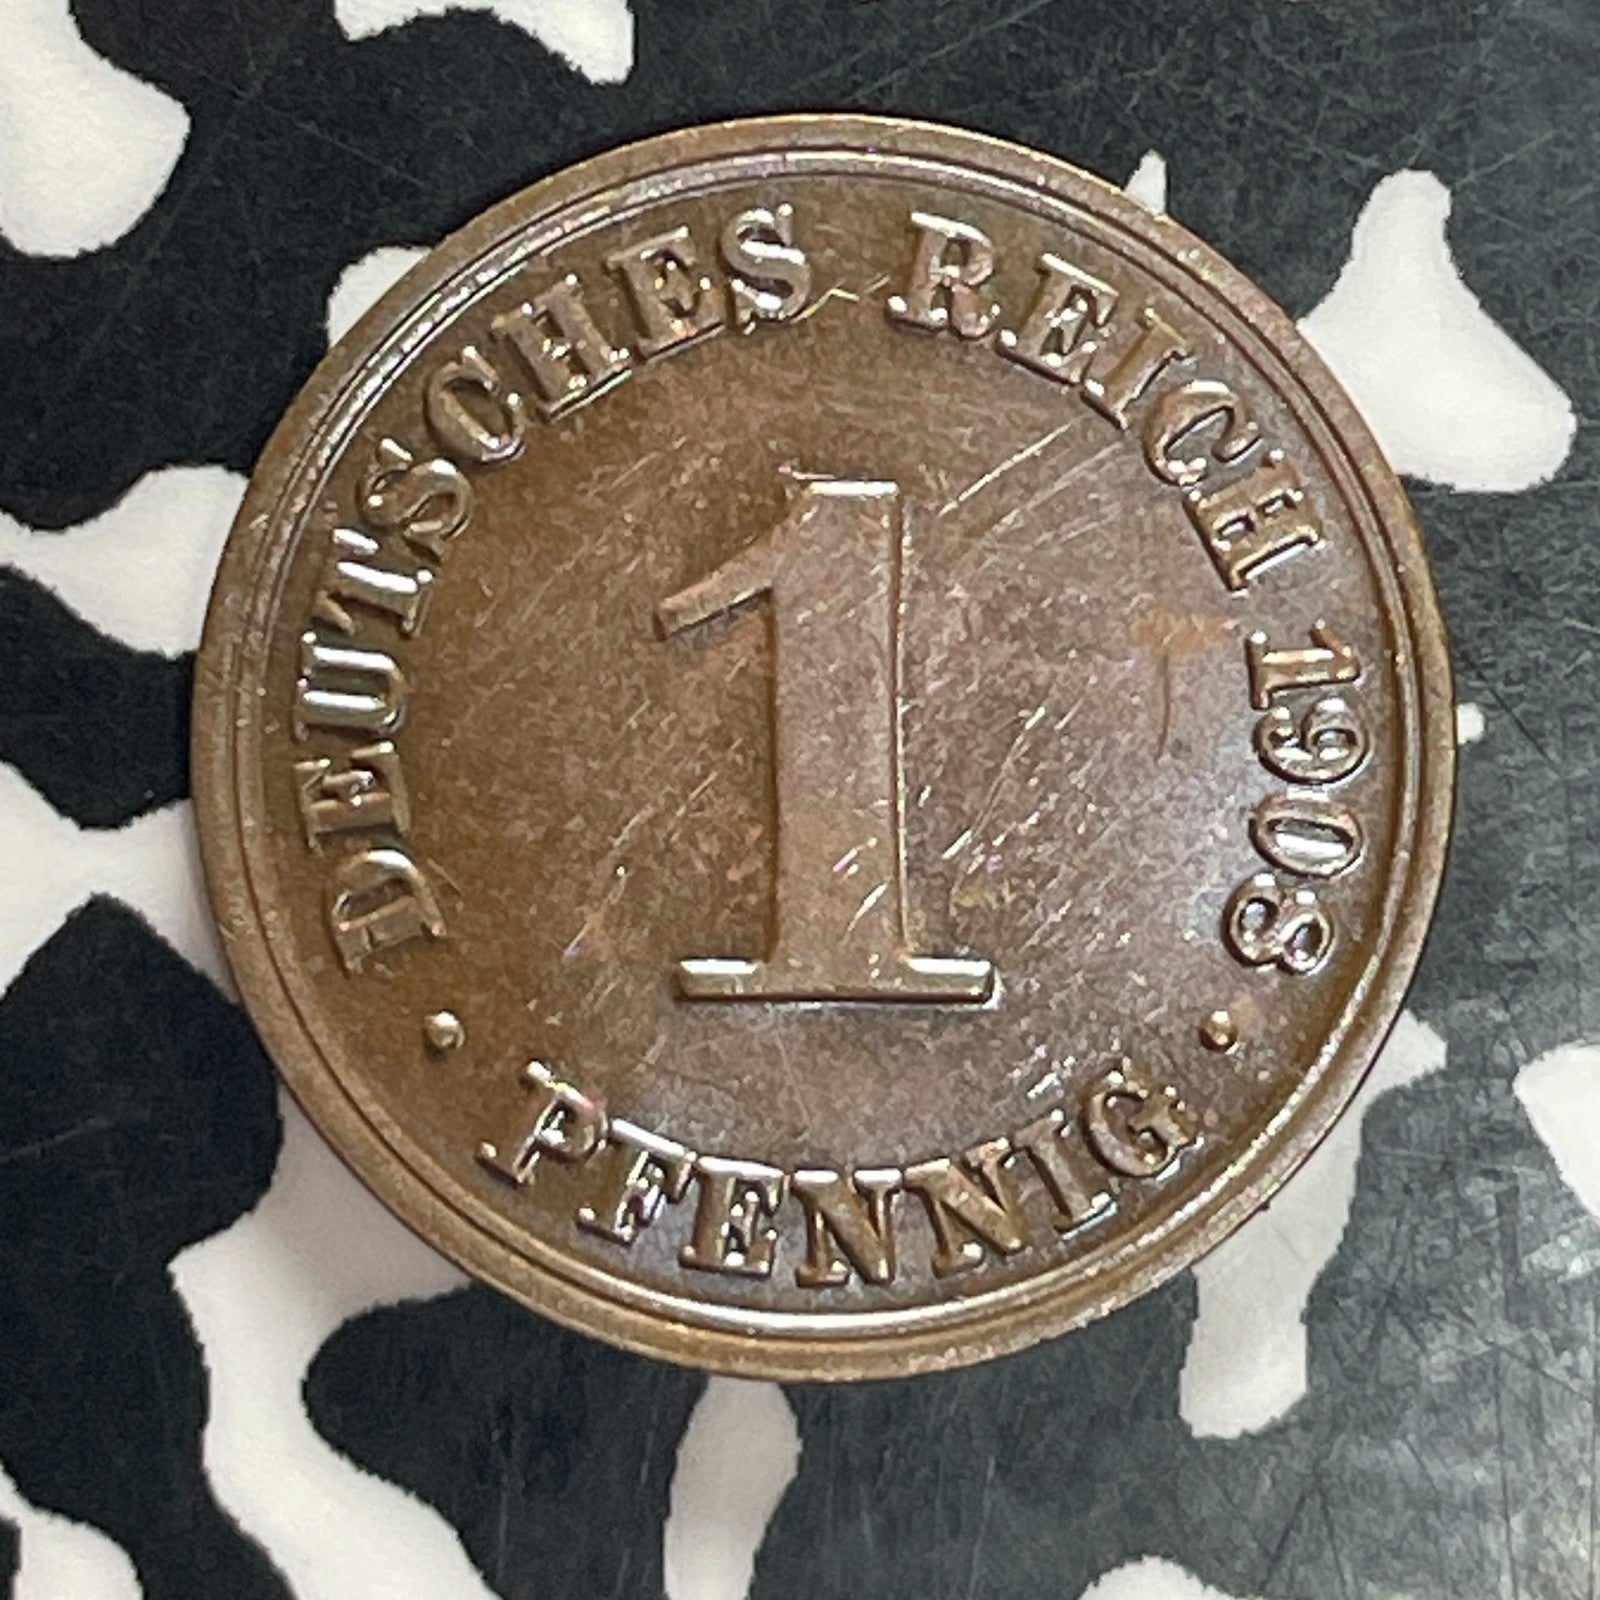 DEUTSCHES REICH 1908
1
· PFENNIG ·